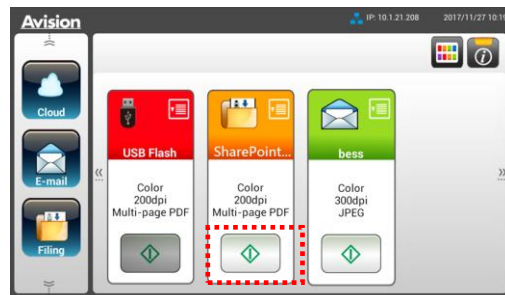 Avision
IP: 10.1.21.208
2017/11/27 10:19
Cloud
E-mail
Filing
USB Flash
Color
200dpi
Multi-page PDF
SharePoint...
Color
200dpi
Multi-page PDF
bess
Color
300dpi
JPEG